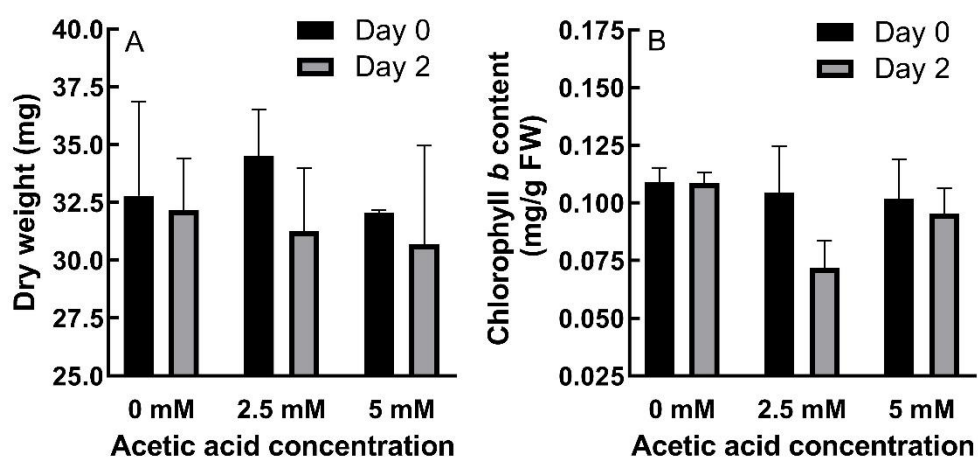 A
Day 0
Day 2
Dry weight (mg)
40.0
37.5
35.0
32.5
30.0
27.5
25.0
0 mM 2.5 mM 5 mM
Acetic acid concentration
B
Day 0
Day 2
Chlorophyll b content
(mg/g FW)
0.175
0.150
0.125
0.100
0.075
0.050
0.025
0 mM 2.5 mM 5 mM
Acetic acid concentration